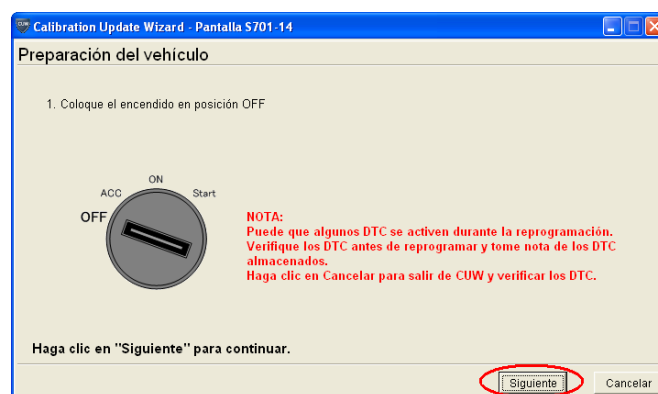 Calibration Update Wizard - Pantalla S701-14
Preparación del vehículo
1. Coloque el encendido en posición OFF
ON
ACC
Start
OFF
NOTA:
Puede que algunos DTC se activen durante la reprogramación.
Verifique los DTC antes de reprogramar y tome nota de los DTC
almacenados.
Haga clic en Cancelar para salir de CUW y verificar los DTC.
Haga clic en "Siguiente" para continuar.
Siguiente
Cancelar